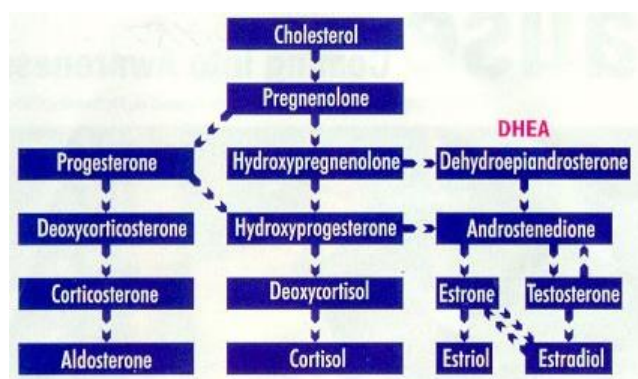 Cholesterol
Pregnenolone
DHEA
Progesterone Hydroxypregnenolone Dehydroepiandrosterone
Deoxycorticosterone Hydroxyprogesterone Androstenedione
Corticosterone Deoxycortisol Estrone Testosterone
Aldosterone Cortisol Estriol Estradiol